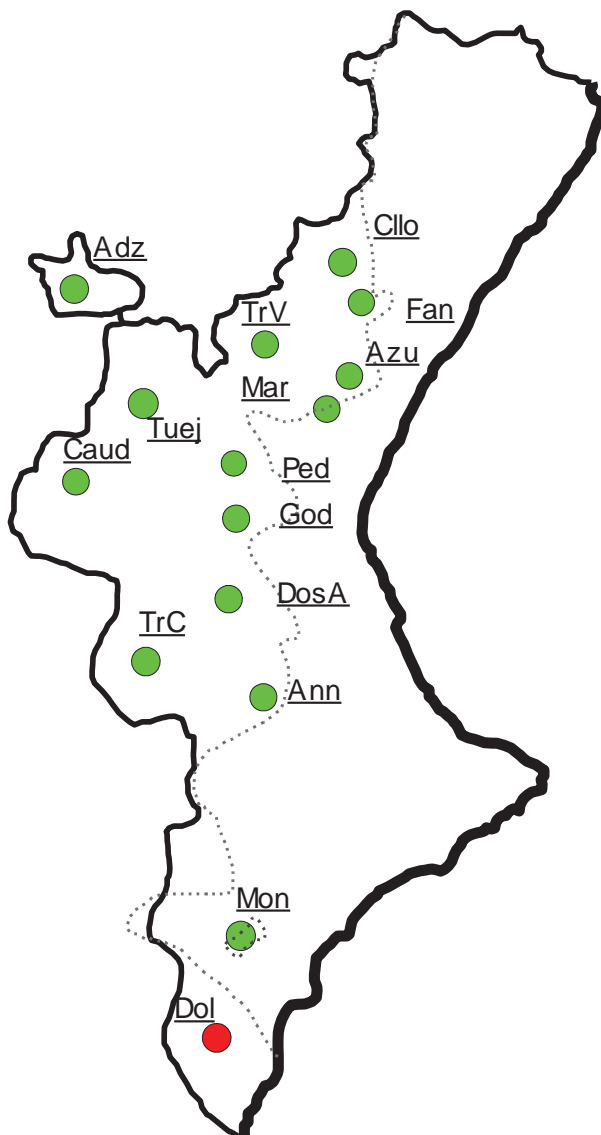 Cllo
Adz
Fan
TrV
Azu
Mar
Tuej
Caud
Ped
God
DosA
TrC
Ann
Mon
Dol